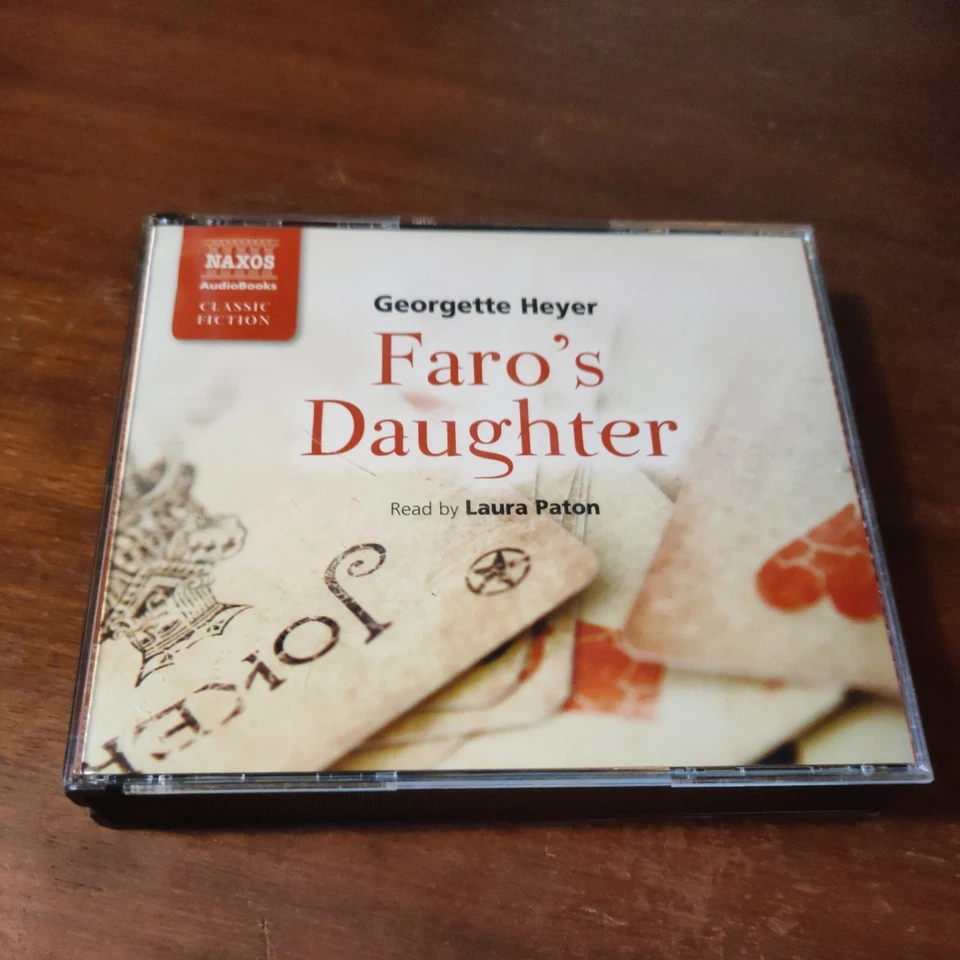 NAXOS
AudioBooks
CLASSIC
FICTION
Georgette Heyer
Faro's
Daughter
Read by Laura Paton
JOKER